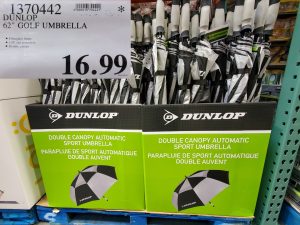 1370442
*
DUNLOP
62" GOLF UMBRELLA
16.99
DUNLOP
DOUBLE CANOPY AUTOMATIC
SPORT UMBRELLA
PARAPLUIE DE SPORT AUTOMATIQUE
DOUBLE AUVENT
DUNLOP
DOUBLE CANOPY AUTOMATIC
SPORT UMBRELLA
PARAPLUIE DE SPORT AUTOMATIQUE
DOUBLE AUVENT